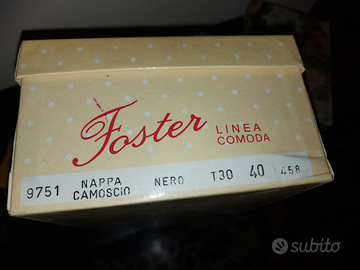 Foster
LINEA
COMODA
9751 NAPPA CAMOSCIO NERO T30 40 458
subito